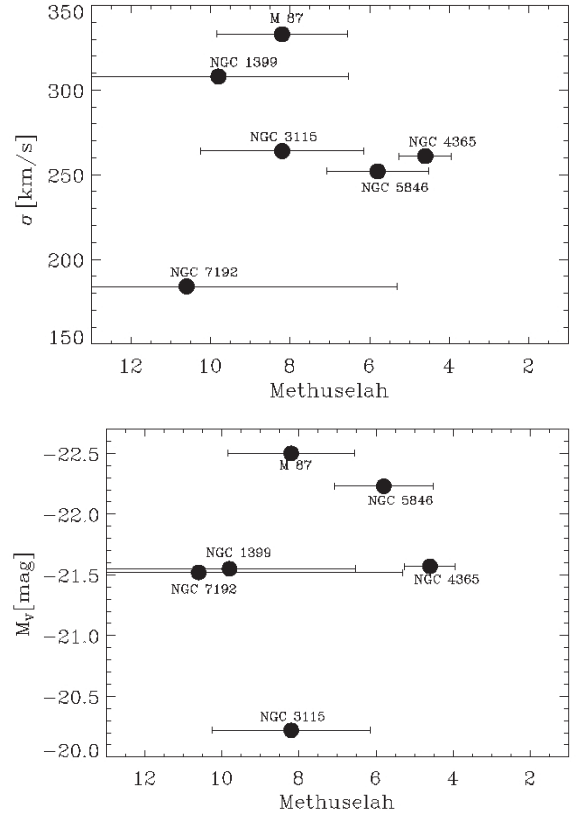 350
M 87
NGC 1399
300
NGC 3115
NGC 4365
250
NGC 5846
σ [km/s]
200
NGC 7192
150
12 10 8 6 4 2
Methuselah
-22.5
M 87
NGC 5846
-22.0
NGC 1399
-21.5
NGC 4365
NGC 7192
Mv[mag]
-21.0
-20.5
NGC 3115
-20.0
12 10 8 6 4 2
Methuselah